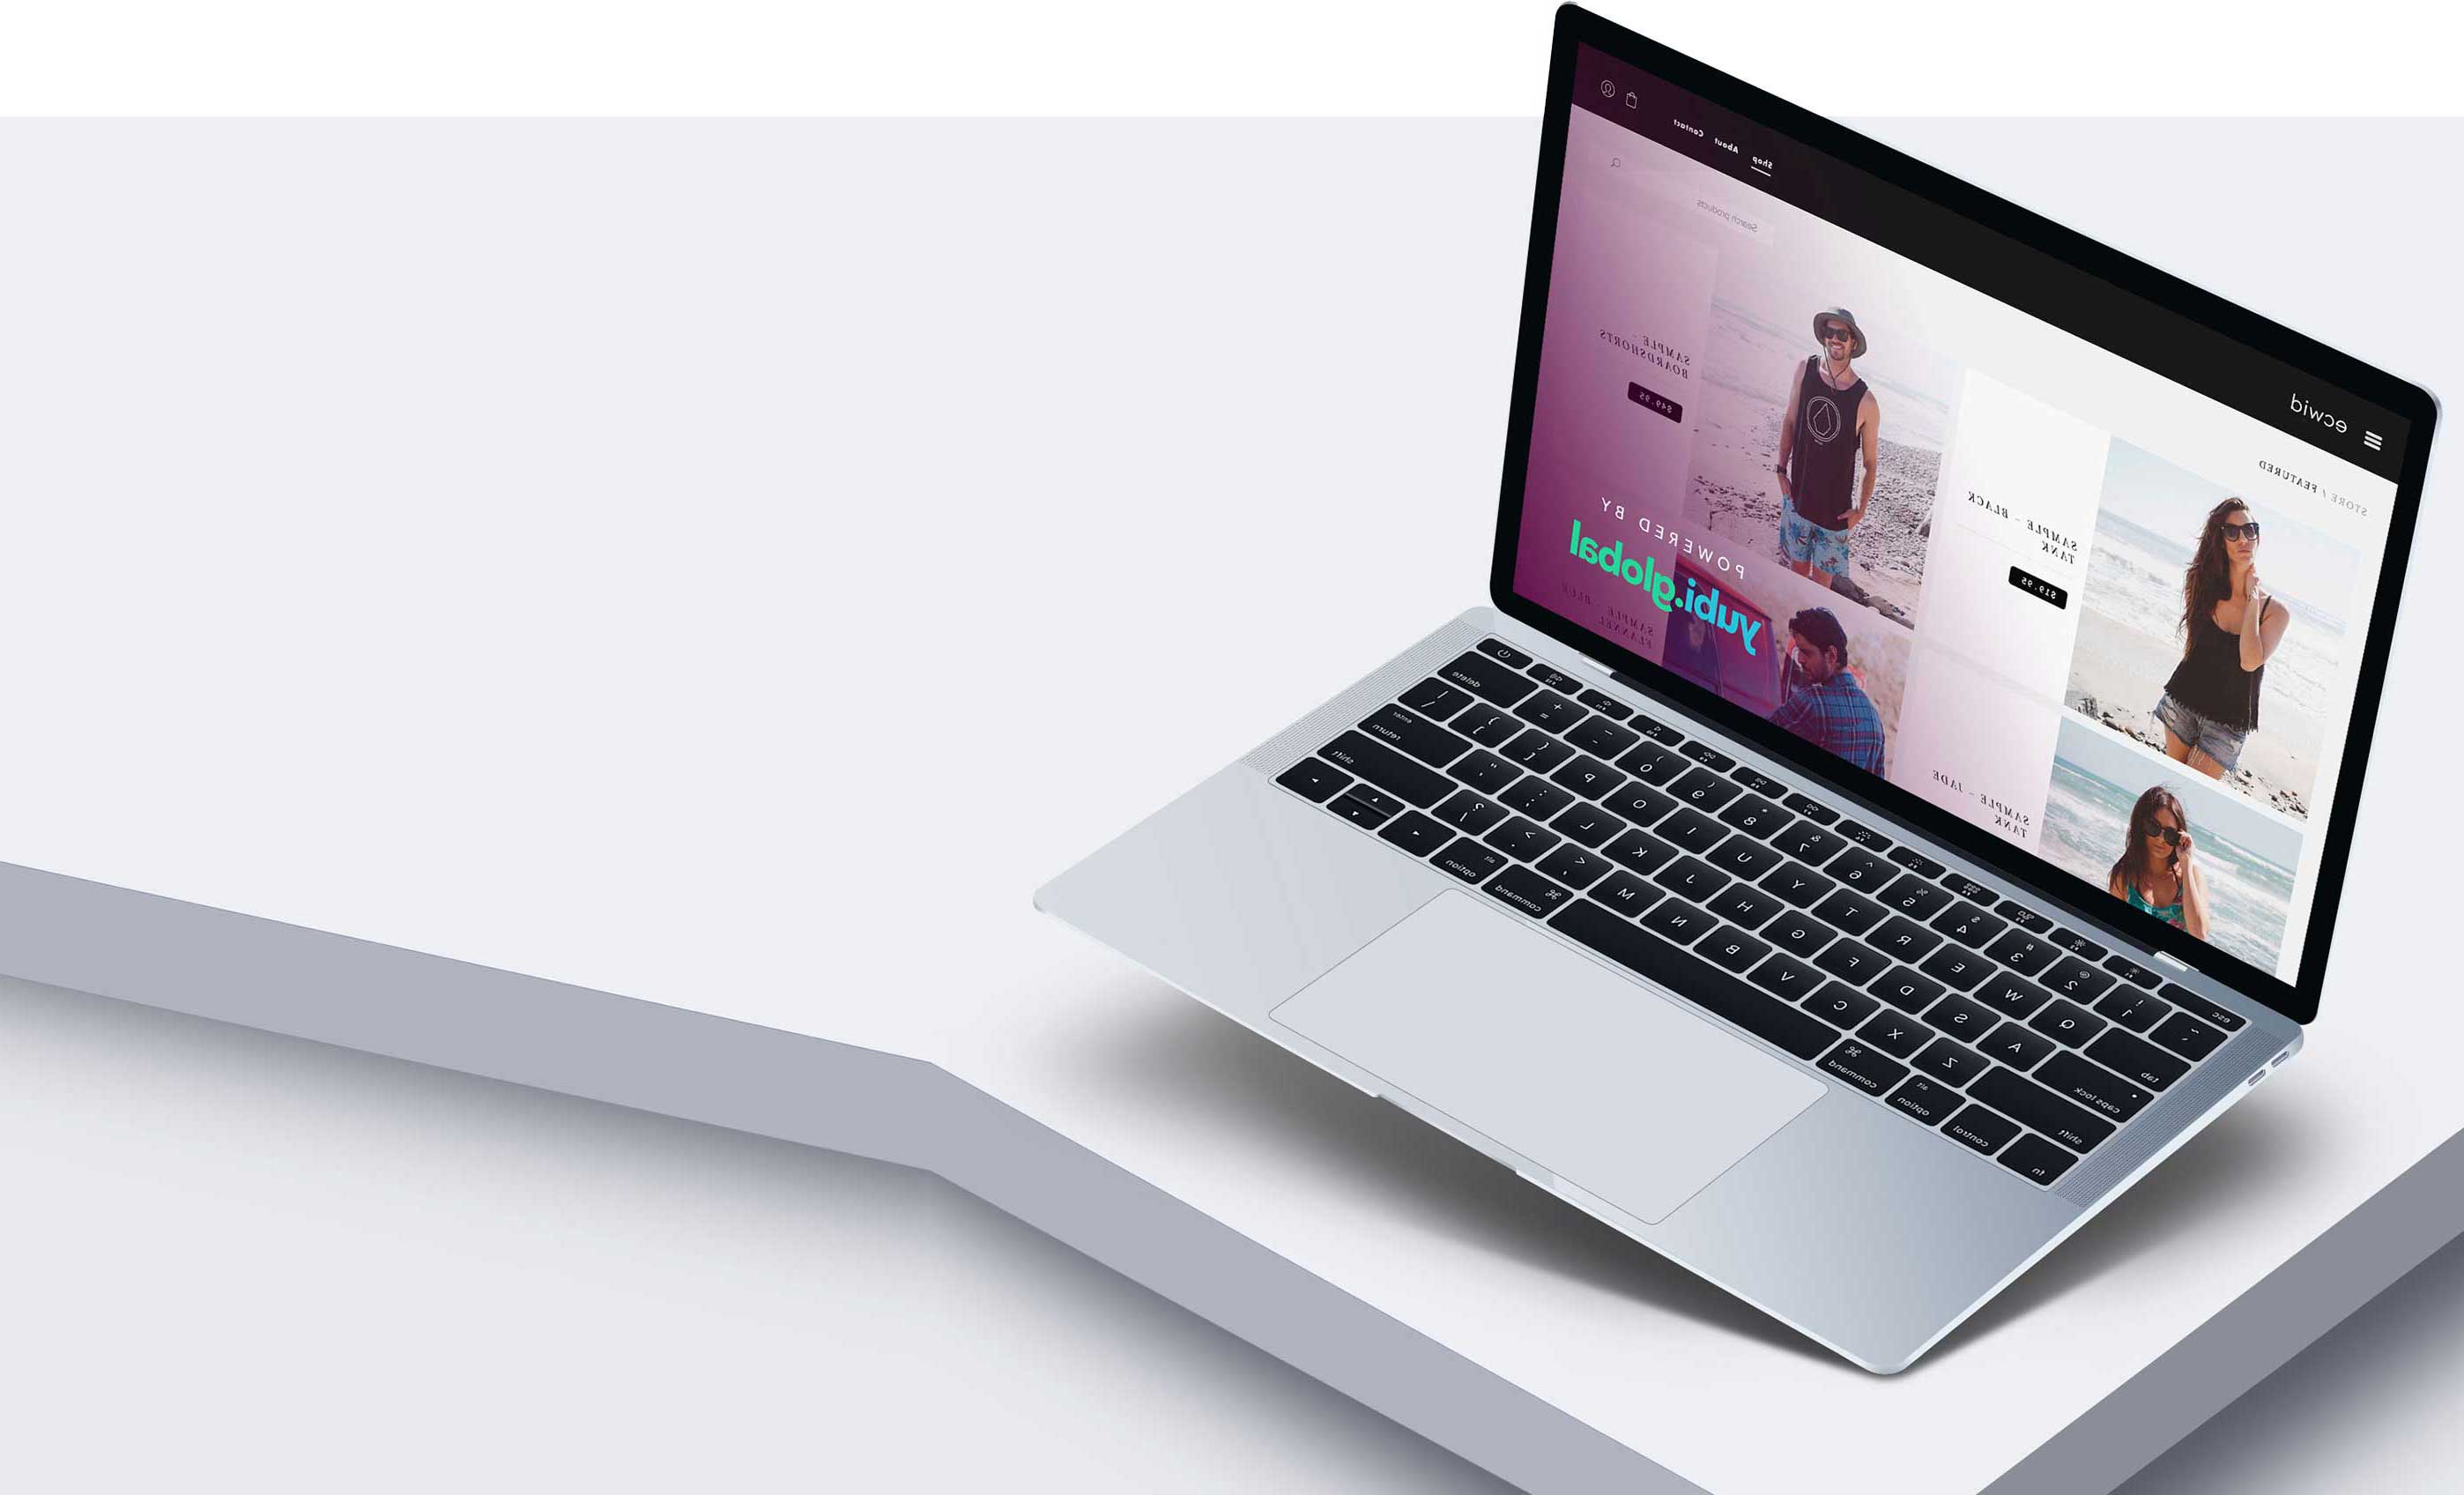 ecwid
Shop About Contact
STORE / FEATURED
Search products
SAMPLE - BLACK
TANK
$19.95
SAMPLE -
BOARDSHORTS
$49.95
SAMPLE - JADE
TANK
SAMPLE - BLUE
FLANNEL
POWERED BY
yubi.global
esc
~
! 1
@ 2
# 3
$ 4
% 5
^ 6
& 7
* 8
( 9
) 0
_ -
+ =
delete
tab Q W E R T Y U I O P { [ } ] | \
caps lock A S D F G H J K L : ; " ' enter return
shift Z X C V B N M < , > . ? / shift
fn control alt option ⌘ command ⌘ command alt option